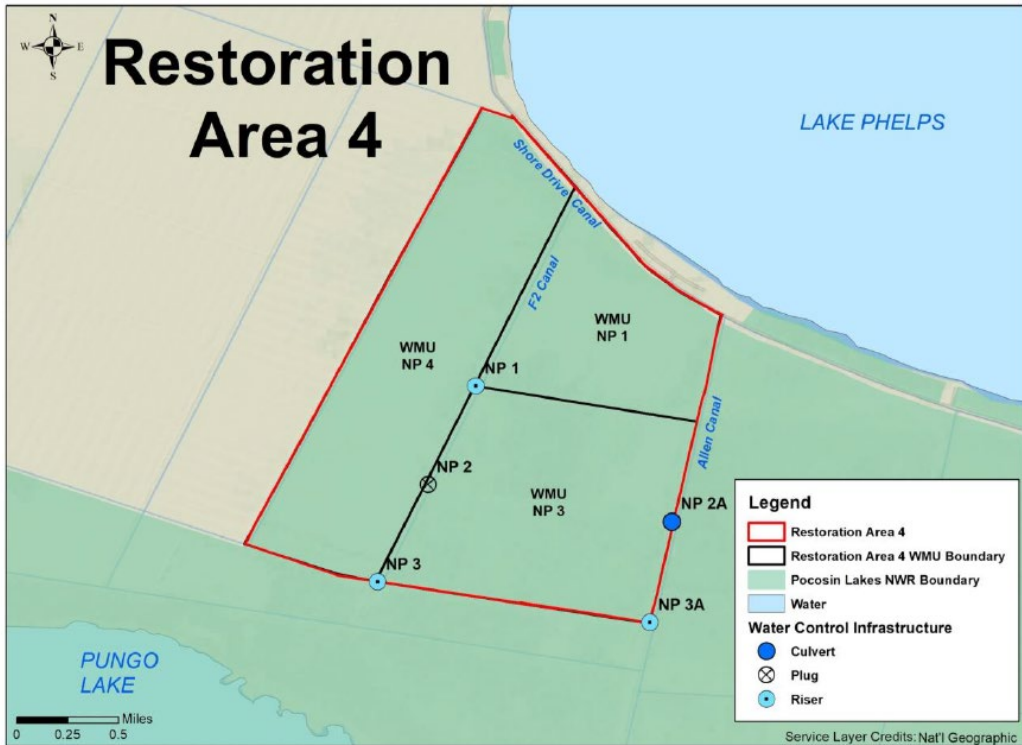 N
W E
S
Restoration
Area 4
LAKE PHELPS
Shore Drive Canal
F2 Canal
WMU
NP 1
WMU
NP 4
NP 1
Allen Canal
NP 2
WMU
NP 3
NP 2A
NP 3
NP 3A
PUNGO
LAKE
Miles
0 0.25 0.5
Legend
Restoration Area 4
Restoration Area 4 WMU Boundary
Pocosin Lakes NWR Boundary
Water
Water Control Infrastructure
Culvert
Plug
Riser
Service Layer Credits: Nat'l Geographic